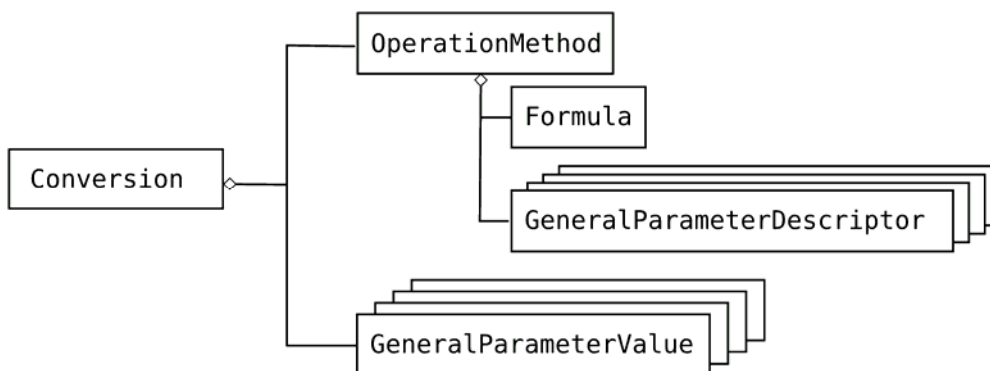 OperationMethod
Formula
Conversion
GeneralParameterDescriptor
GeneralParameterValue